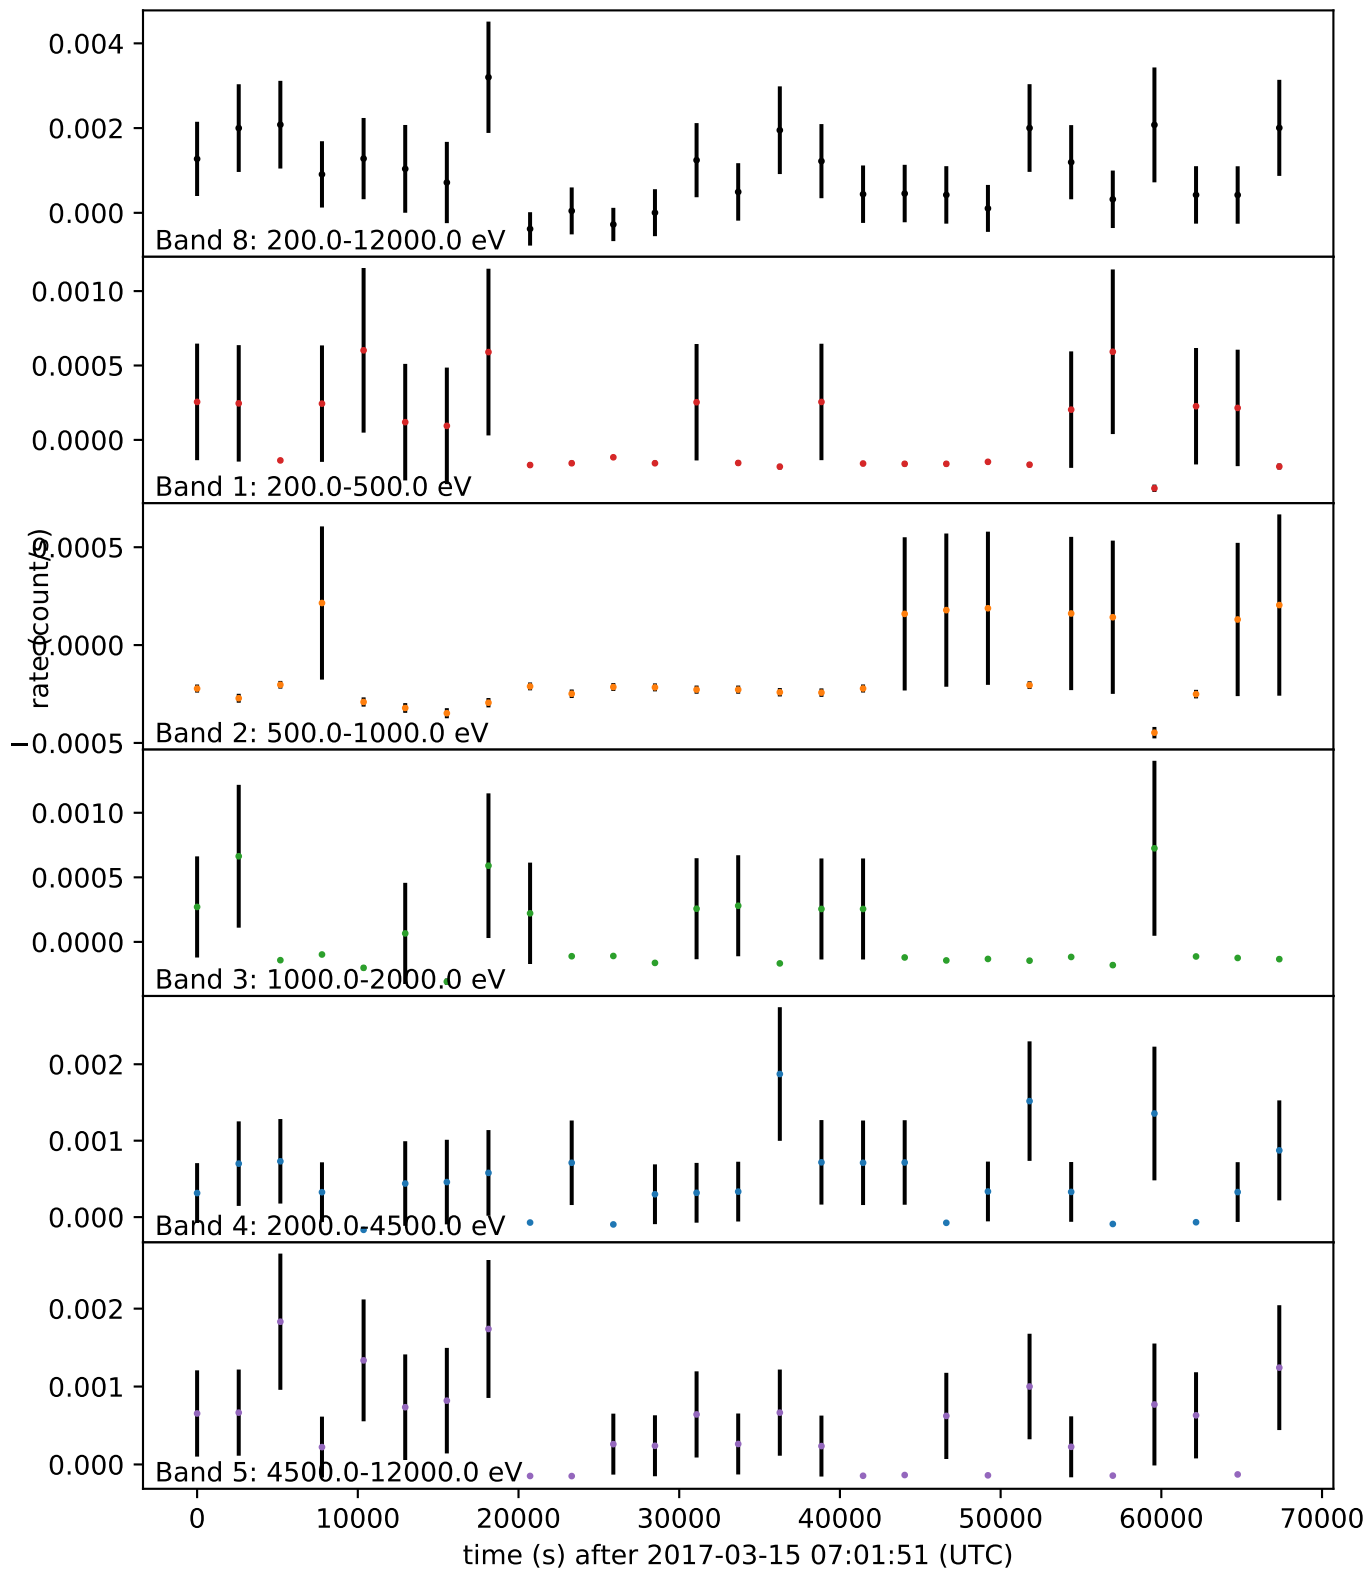 0.004
0.002
0.000
Band 8: 200.0-12000.0 eV
0.0010
0.0005
0.0000
Band 1: 200.0-500.0 eV
rate (count/s)
0.0005
0.0000
−0.0005
Band 2: 500.0-1000.0 eV
0.0010
0.0005
0.0000
Band 3: 1000.0-2000.0 eV
0.002
0.001
0.000
Band 4: 2000.0-4500.0 eV
0.002
0.001
0.000
Band 5: 4500.0-12000.0 eV
0 10000 20000 30000 40000 50000 60000 70000
time (s) after 2017-03-15 07:01:51 (UTC)